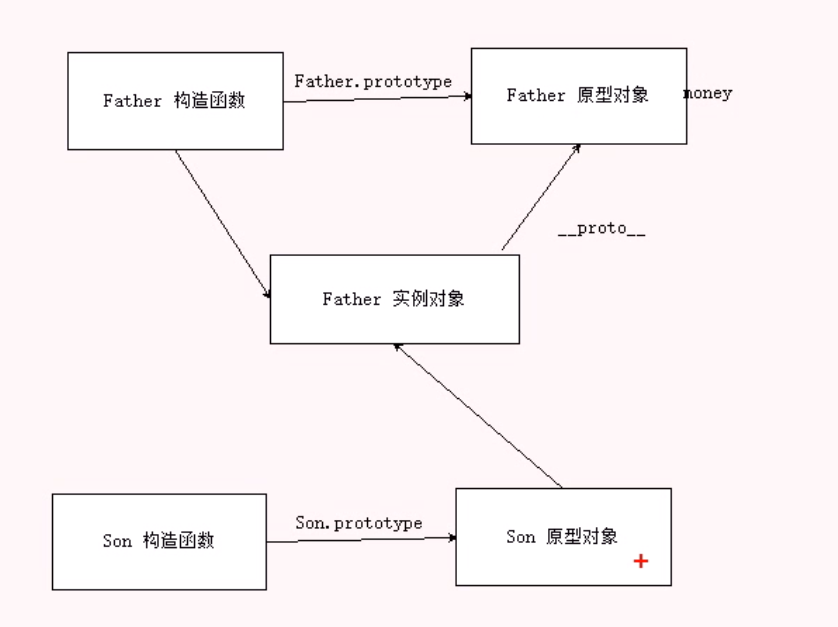 Father 构造函数
Father.prototype
Father 原型对象
money
__proto__
Father 实例对象
Son 构造函数
Son.prototype
Son 原型对象